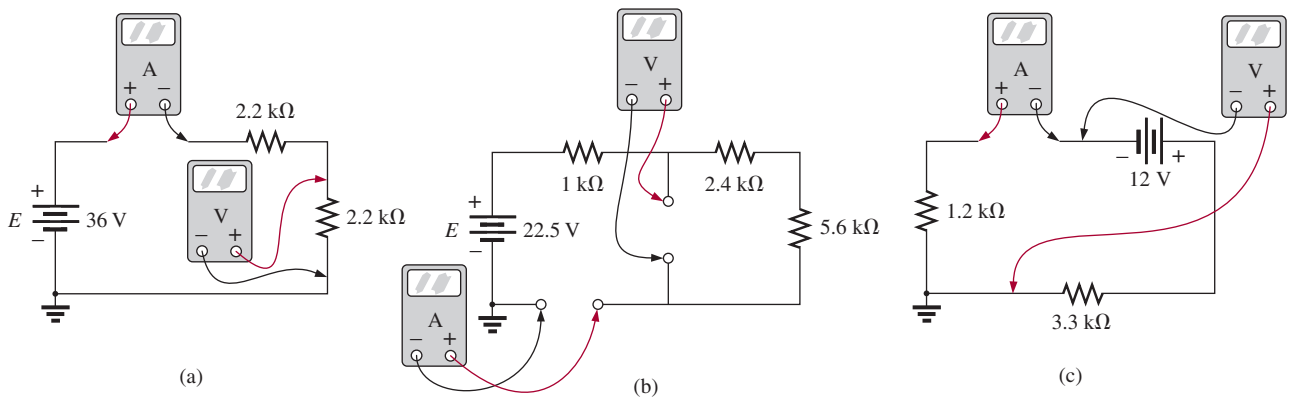 A
+ −
2.2 kΩ
V
− +
2.2 kΩ
+
E
36 V
−
(a)
V
− +
1 kΩ
2.4 kΩ
+
E
22.5 V
−
5.6 kΩ
A
− +
(b)
A
+ −
V
− +
− +
12 V
1.2 kΩ
3.3 kΩ
(c)